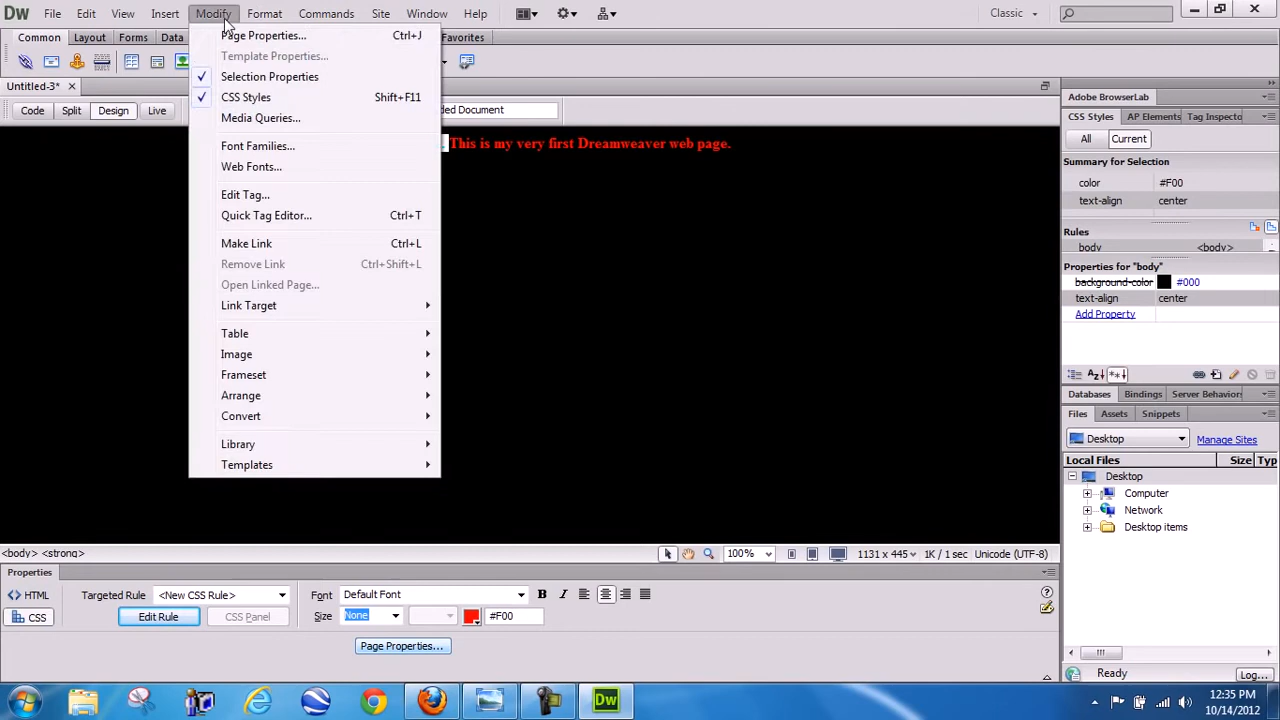 Dw File Edit View Insert Modify Format Commands Site Window Help Classic
Common Layout Forms Data Favorites
Untitled-3*
Code Split Design Live ded Document
Page Properties... Ctrl+J
Template Properties...
Selection Properties
CSS Styles Shift+F11
Media Queries...
Font Families...
Web Fonts...
Edit Tag...
Quick Tag Editor... Ctrl+T
Make Link Ctrl+L
Remove Link Ctrl+Shift+L
Open Linked Page...
Link Target
Table
Image
Frameset
Arrange
Convert
Library
Templates
. This is my very first Dreamweaver web page.
Adobe BrowserLab
CSS Styles AP Elements Tag Inspecto
All Current
Summary for Selection
color #F00
text-align center
Rules
body <body>
Properties for "body"
background-color #000
text-align center
Add Property
Databases Bindings Server Behaviors
Files Assets Snippets
Desktop Manage Sites
Local Files Size Typ
Desktop
Computer
Network
Desktop items
Ready Log...
<body> <strong> 100% 1131 x 445 1K / 1 sec Unicode (UTF-8)
Properties
HTML Targeted Rule <New CSS Rule> Font Default Font B I
CSS Edit Rule CSS Panel Size None #F00
Page Properties...
Dw
12:35 PM
10/14/2012